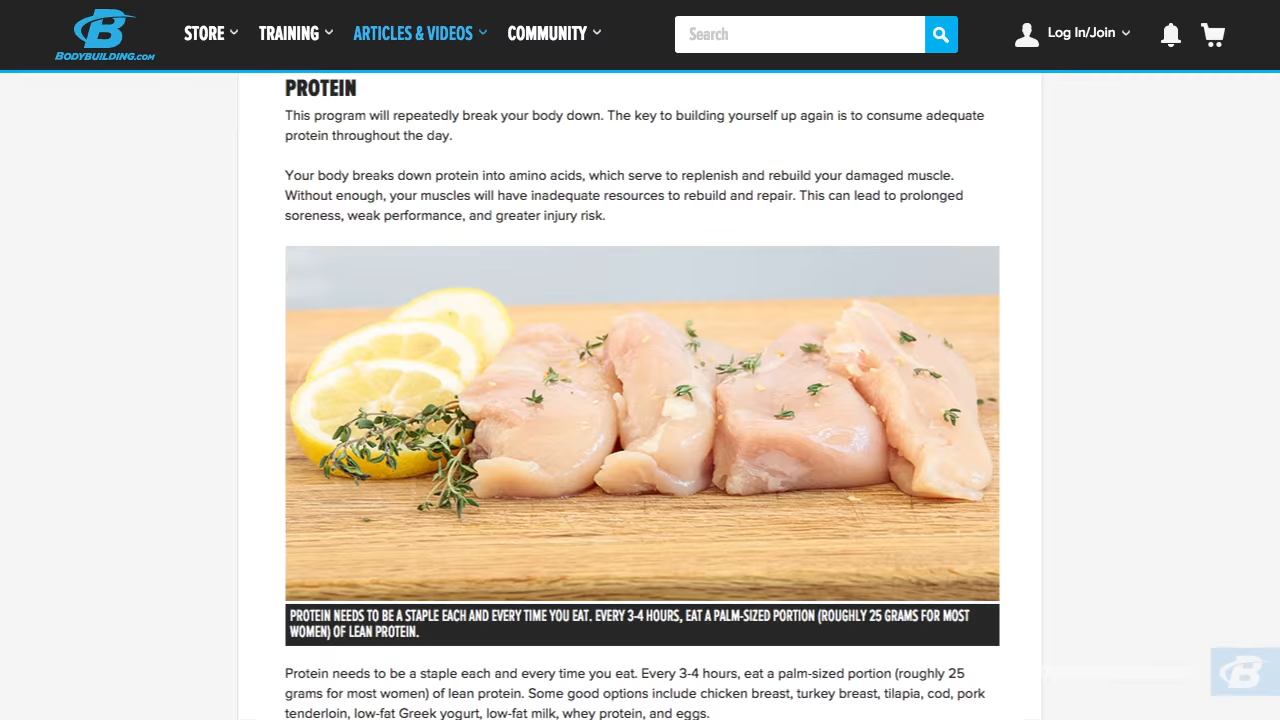 STORE TRAINING ARTICLES & VIDEOS COMMUNITY Search Log In/Join
BODYBUILDING.COM
PROTEIN
This program will repeatedly break your body down. The key to building yourself up again is to consume adequate
protein throughout the day.
Your body breaks down protein into amino acids, which serve to replenish and rebuild your damaged muscle.
Without enough, your muscles will have inadequate resources to rebuild and repair. This can lead to prolonged
soreness, weak performance, and greater injury risk.
PROTEIN NEEDS TO BE A STAPLE EACH AND EVERY TIME YOU EAT. EVERY 3-4 HOURS, EAT A PALM-SIZED PORTION (ROUGHLY 25 GRAMS FOR MOST
WOMEN) OF LEAN PROTEIN.
Protein needs to be a staple each and every time you eat. Every 3-4 hours, eat a palm-sized portion (roughly 25
grams for most women) of lean protein. Some good options include chicken breast, turkey breast, tilapia, cod, pork
tenderloin, low-fat Greek yogurt, low-fat milk, whey protein, and eggs.